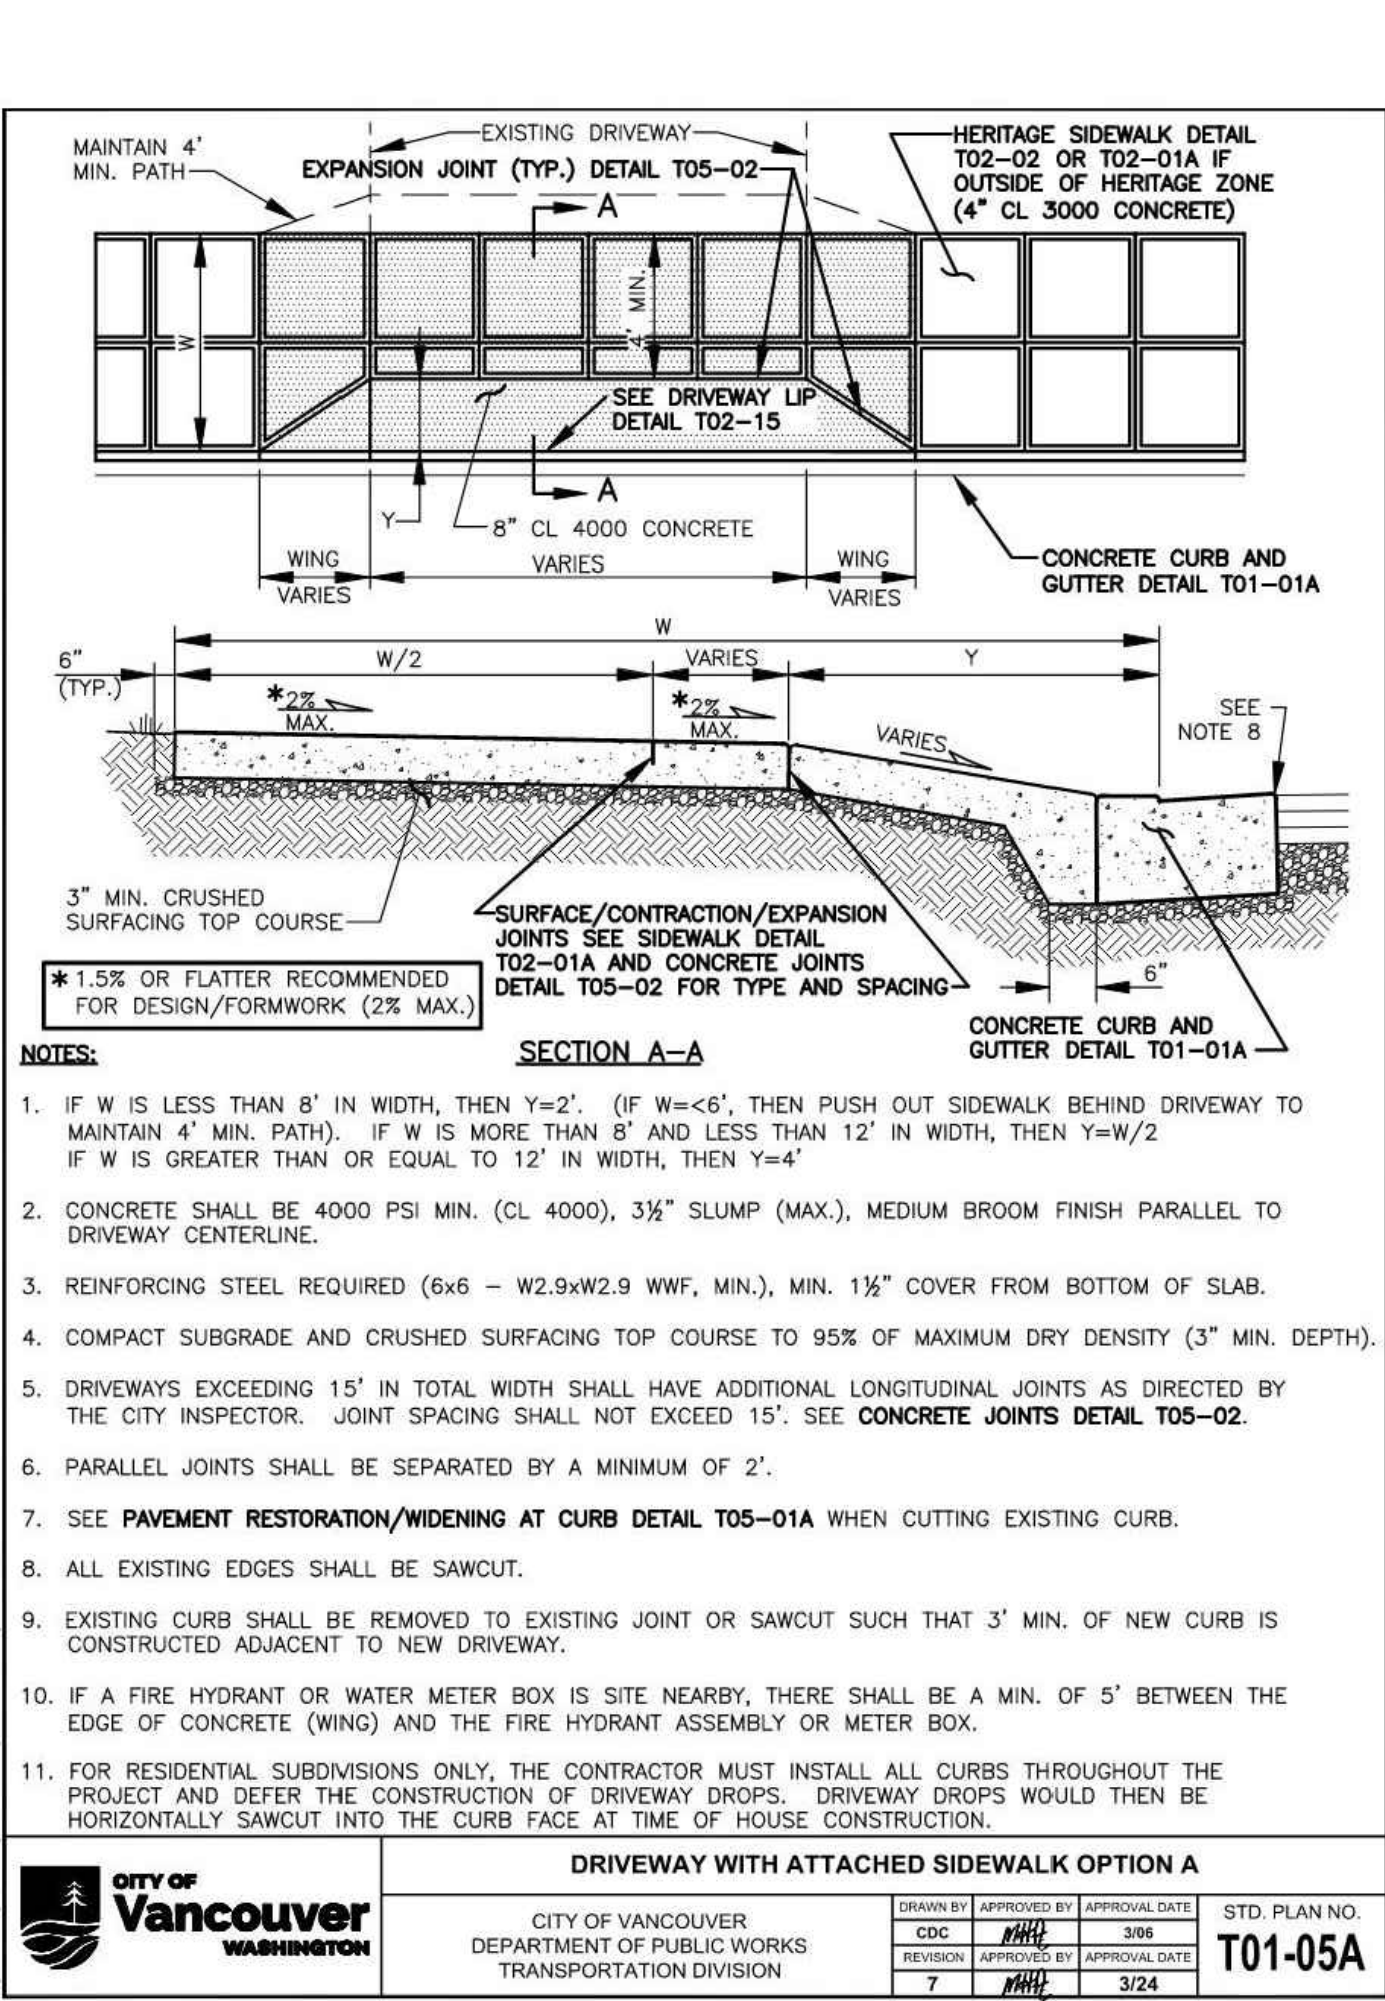 MAINTAIN 4'
MIN. PATH
EXISTING DRIVEWAY
EXPANSION JOINT (TYP.) DETAIL T05-02
HERITAGE SIDEWALK DETAIL
T02-02 OR T02-01A IF
OUTSIDE OF HERITAGE ZONE
(4" CL 3000 CONCRETE)
A
W
4' MIN.
SEE DRIVEWAY LIP
DETAIL T02-15
A
Y
8" CL 4000 CONCRETE
WING
VARIES
VARIES
WING
VARIES
CONCRETE CURB AND
GUTTER DETAIL T01-01A
W
6"
(TYP.)
W/2
VARIES
Y
*2%
MAX.
*2%
MAX.
VARIES
SEE
NOTE 8
3" MIN. CRUSHED
SURFACING TOP COURSE
SURFACE/CONTRACTION/EXPANSION
JOINTS SEE SIDEWALK DETAIL
T02-01A AND CONCRETE JOINTS
DETAIL T05-02 FOR TYPE AND SPACING
6"
* 1.5% OR FLATTER RECOMMENDED
FOR DESIGN/FORMWORK (2% MAX.)
CONCRETE CURB AND
GUTTER DETAIL T01-01A
NOTES:
SECTION A-A
1. IF W IS LESS THAN 8' IN WIDTH, THEN Y=2'. (IF W=<6', THEN PUSH OUT SIDEWALK BEHIND DRIVEWAY TO
MAINTAIN 4' MIN. PATH). IF W IS MORE THAN 8' AND LESS THAN 12' IN WIDTH, THEN Y=W/2
IF W IS GREATER THAN OR EQUAL TO 12' IN WIDTH, THEN Y=4'
2. CONCRETE SHALL BE 4000 PSI MIN. (CL 4000), 3½" SLUMP (MAX.), MEDIUM BROOM FINISH PARALLEL TO
DRIVEWAY CENTERLINE.
3. REINFORCING STEEL REQUIRED (6x6 – W2.9xW2.9 WWF, MIN.), MIN. 1½" COVER FROM BOTTOM OF SLAB.
4. COMPACT SUBGRADE AND CRUSHED SURFACING TOP COURSE TO 95% OF MAXIMUM DRY DENSITY (3" MIN. DEPTH).
5. DRIVEWAYS EXCEEDING 15' IN TOTAL WIDTH SHALL HAVE ADDITIONAL LONGITUDINAL JOINTS AS DIRECTED BY
THE CITY INSPECTOR. JOINT SPACING SHALL NOT EXCEED 15'. SEE CONCRETE JOINTS DETAIL T05-02.
6. PARALLEL JOINTS SHALL BE SEPARATED BY A MINIMUM OF 2'.
7. SEE PAVEMENT RESTORATION/WIDENING AT CURB DETAIL T05-01A WHEN CUTTING EXISTING CURB.
8. ALL EXISTING EDGES SHALL BE SAWCUT.
9. EXISTING CURB SHALL BE REMOVED TO EXISTING JOINT OR SAWCUT SUCH THAT 3' MIN. OF NEW CURB IS
CONSTRUCTED ADJACENT TO NEW DRIVEWAY.
10. IF A FIRE HYDRANT OR WATER METER BOX IS SITE NEARBY, THERE SHALL BE A MIN. OF 5' BETWEEN THE
EDGE OF CONCRETE (WING) AND THE FIRE HYDRANT ASSEMBLY OR METER BOX.
11. FOR RESIDENTIAL SUBDIVISIONS ONLY, THE CONTRACTOR MUST INSTALL ALL CURBS THROUGHOUT THE
PROJECT AND DEFER THE CONSTRUCTION OF DRIVEWAY DROPS. DRIVEWAY DROPS WOULD THEN BE
HORIZONTALLY SAWCUT INTO THE CURB FACE AT TIME OF HOUSE CONSTRUCTION.
CITY OF
Vancouver
WASHINGTON
DRIVEWAY WITH ATTACHED SIDEWALK OPTION A
CITY OF VANCOUVER
DEPARTMENT OF PUBLIC WORKS
TRANSPORTATION DIVISION
DRAWN BY APPROVED BY APPROVAL DATE
CDC 3/06
REVISION APPROVED BY APPROVAL DATE
7 3/24
STD. PLAN NO.
T01-05A